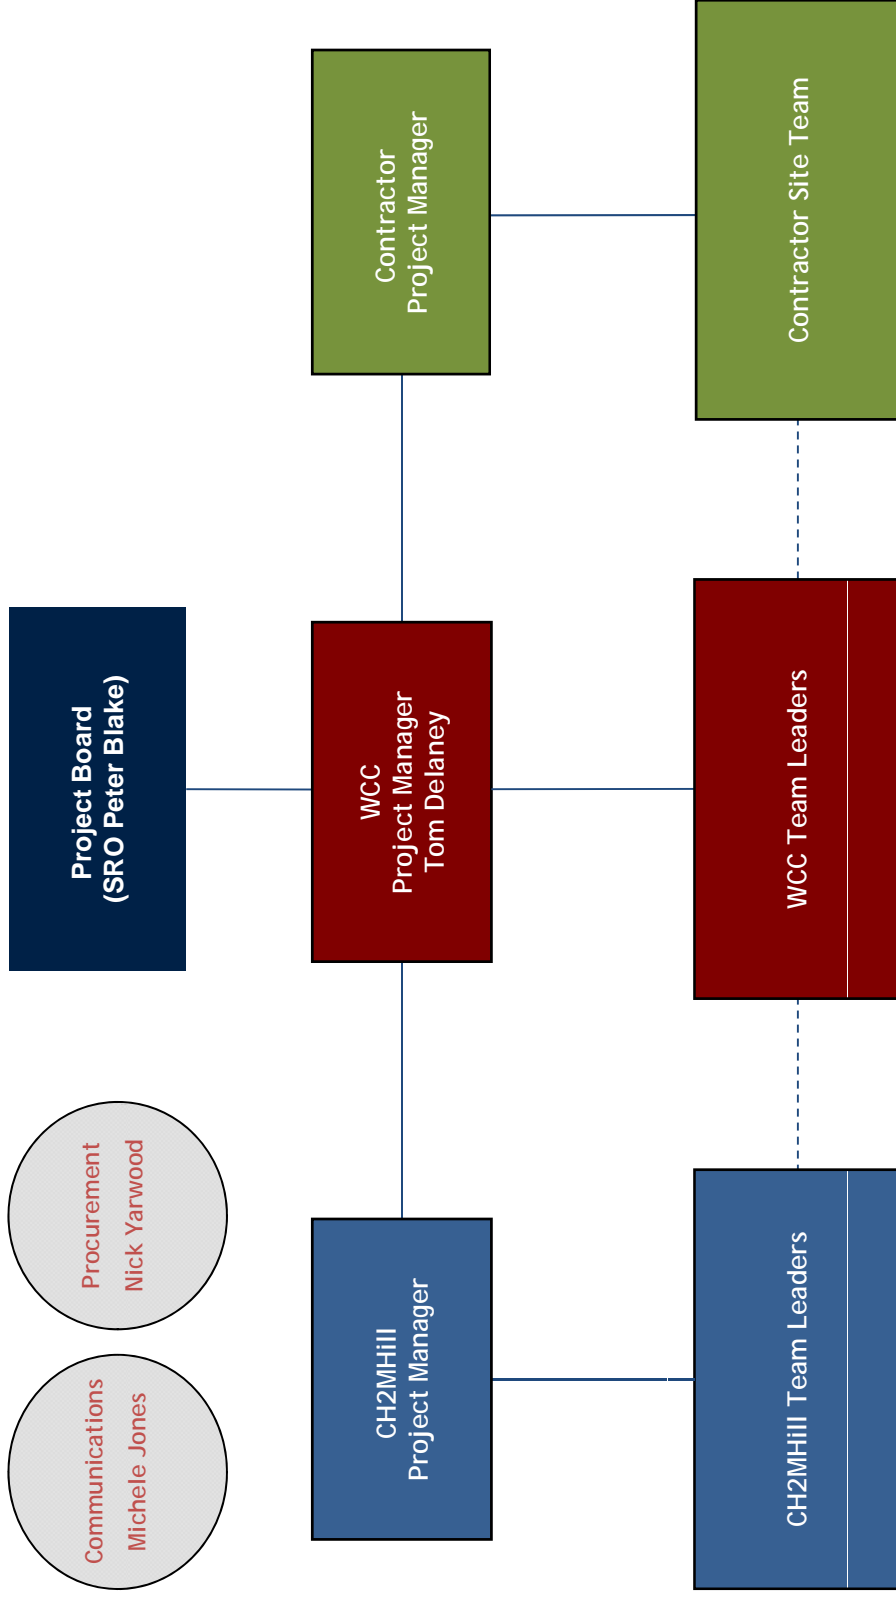 Communications
Michele Jones
Procurement
Nick Yarwood
Project Board
(SRO Peter Blake)
CH2MHill
Project Manager
WCC
Project Manager
Tom Delaney
Contractor
Project Manager
CH2MHill Team Leaders
WCC Team Leaders
Contractor Site Team